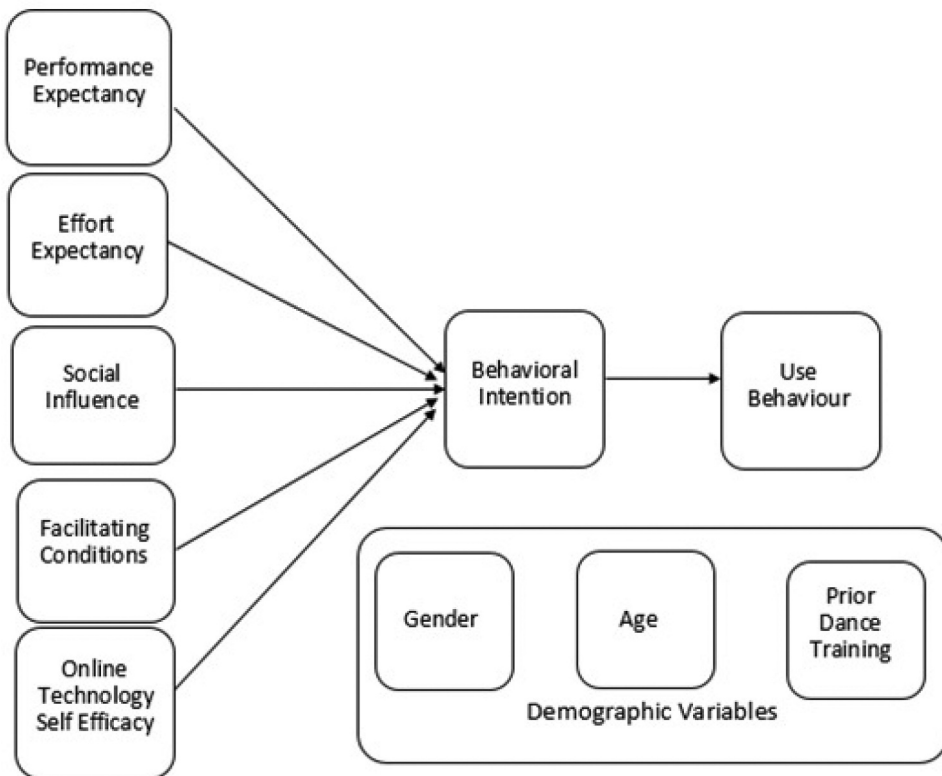 Performance
Expectancy
Effort
Expectancy
Social
Influence
Facilitating
Conditions
Online
Technology
Self Efficacy
Behavioral
Intention
Use
Behaviour
Gender
Age
Prior
Dance
Training
Demographic Variables